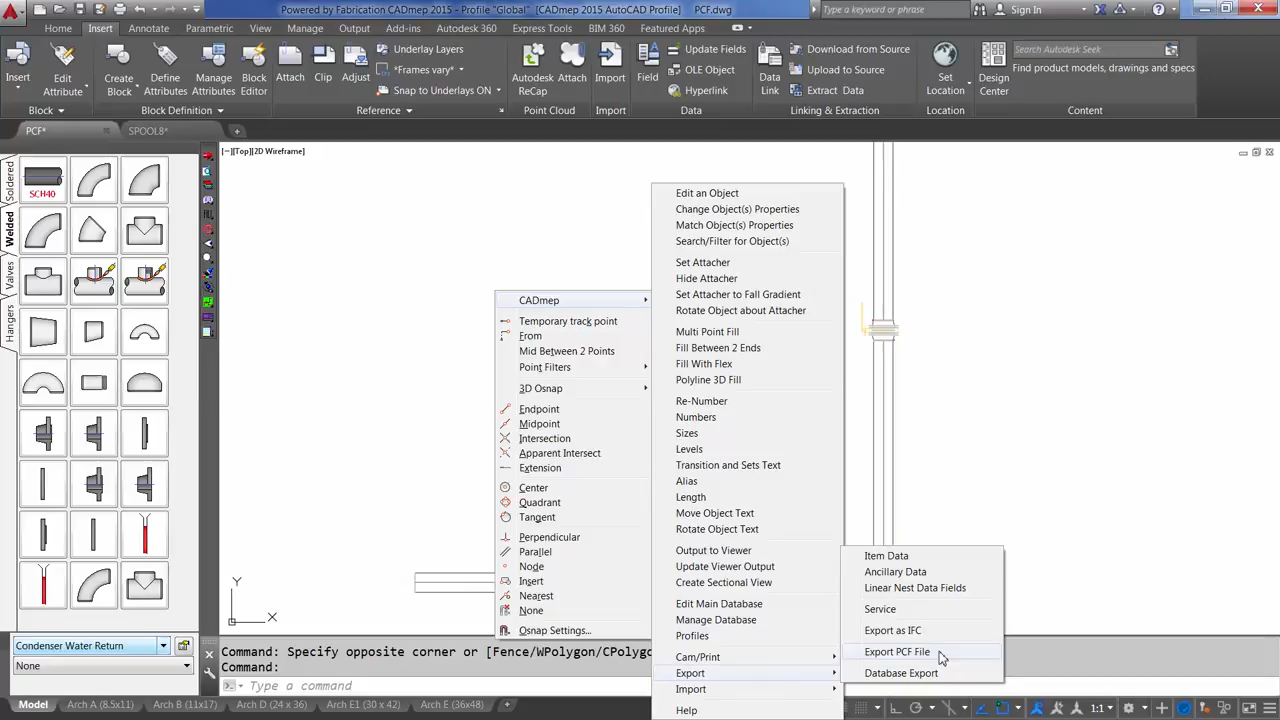 Powered by Fabrication CADmep 2015 - Profile "Global" [CADmep 2015 AutoCAD Profile] PCF.dwg
Type a keyword or phrase
Sign In
Home Insert Annotate Parametric View Manage Output Add-ins Autodesk 360 Express Tools BIM 360 Featured Apps
Insert
Edit
Attribute
Create
Block
Define
Attributes
Manage
Attributes
Block
Editor
Attach
Clip
Adjust
Underlay Layers
*Frames vary*
Snap to Underlays ON
Autodesk
ReCap
Attach
Import
Field
Update Fields
OLE Object
Hyperlink
Data
Link
Download from Source
Upload to Source
Extract Data
Set
Location
Design
Center
Search Autodesk Seek
Find product models, drawings and specs
Block
Block Definition
Reference
Point Cloud
Import
Data
Linking & Extraction
Location
Content
PCF*
SPOOL8*
[−][Top][2D Wireframe]
Soldered
Welded
Valves
Hangers
SCH40
CADmep
Temporary track point
From
Mid Between 2 Points
Point Filters
3D Osnap
Endpoint
Midpoint
Intersection
Apparent Intersect
Extension
Center
Quadrant
Tangent
Perpendicular
Parallel
Node
Insert
Nearest
None
Osnap Settings...
Edit an Object
Change Object(s) Properties
Match Object(s) Properties
Search/Filter for Object(s)
Set Attacher
Hide Attacher
Set Attacher to Fall Gradient
Rotate Object about Attacher
Multi Point Fill
Fill Between 2 Ends
Fill With Flex
Polyline 3D Fill
Re-Number
Numbers
Sizes
Levels
Transition and Sets Text
Alias
Length
Move Object Text
Rotate Object Text
Output to Viewer
Update Viewer Output
Create Sectional View
Edit Main Database
Manage Database
Profiles
Cam/Print
Export
Import
Help
Item Data
Ancillary Data
Linear Nest Data Fields
Service
Export as IFC
Export PCF File
Database Export
Y
X
Condenser Water Return
None
Command: Specify opposite corner or [Fence/WPolygon/CPolyg
Command:
Type a command
Model Arch A (8.5x11) Arch B (11x17) Arch D (24 x 36) Arch E1 (30 x 42) Arch E (36x48)
1:1